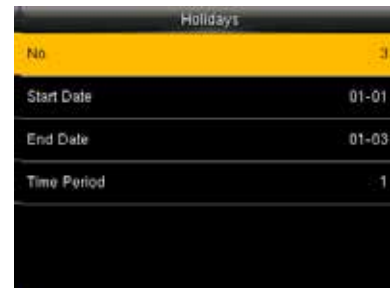 Holidays
No. 3
Start Date 01-01
End Date 01-03
Time Period 1